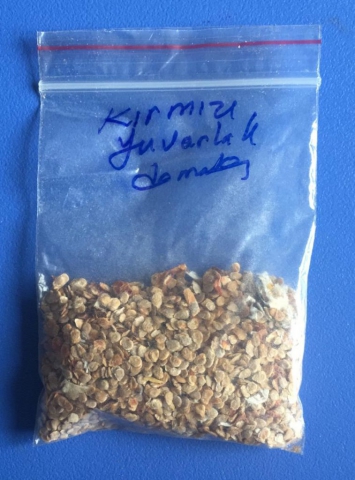 Kırmızı
Yuvarlak
domates